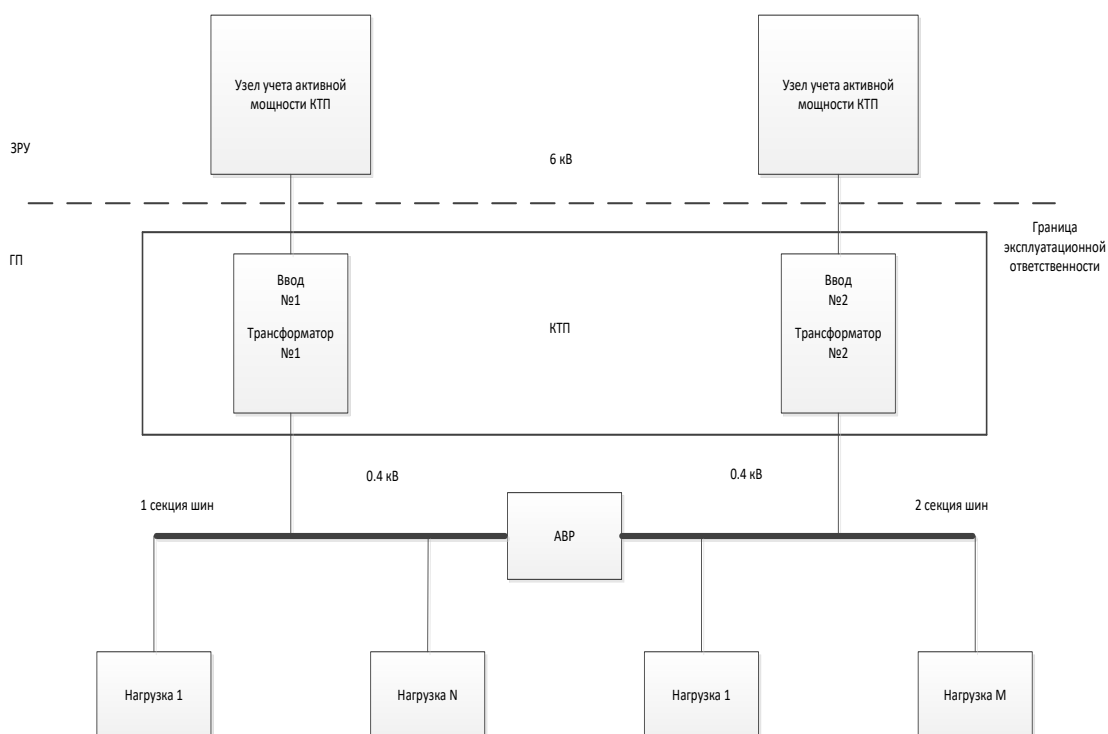 Узел учета активной
мощности КТП
Узел учета активной
мощности КТП
ЗРУ
6 кВ
Граница
эксплуатационной
ответственности
ГП
Ввод
№1
Трансформатор
№1
КТП
Ввод
№2
Трансформатор
№2
0.4 кВ
0.4 кВ
1 секция шин
2 секция шин
АВР
Нагрузка 1
Нагрузка N
Нагрузка 1
Нагрузка М